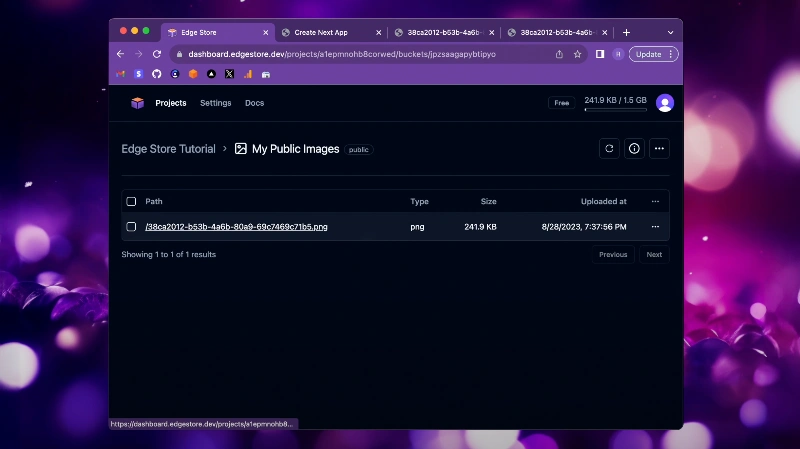 Edge Store
Create Next App
38ca2012-b53b-4a6b-
38ca2012-b53b-4a6b-
dashboard.edgestore.dev/projects/a1epmnohb8corwed/buckets/jpzsaagapybtipyo
Update
Projects
Settings
Docs
Free
241.9 KB / 1.5 GB
Edge Store Tutorial > My Public Images
public
Path
Type
Size
Uploaded at
/38ca2012-b53b-4a6b-80a9-69c7469c71b5.png
png
241.9 KB
8/28/2023, 7:37:56 PM
Showing 1 to 1 of 1 results
Previous
Next
https://dashboard.edgestore.dev/projects/a1epmnohb8...